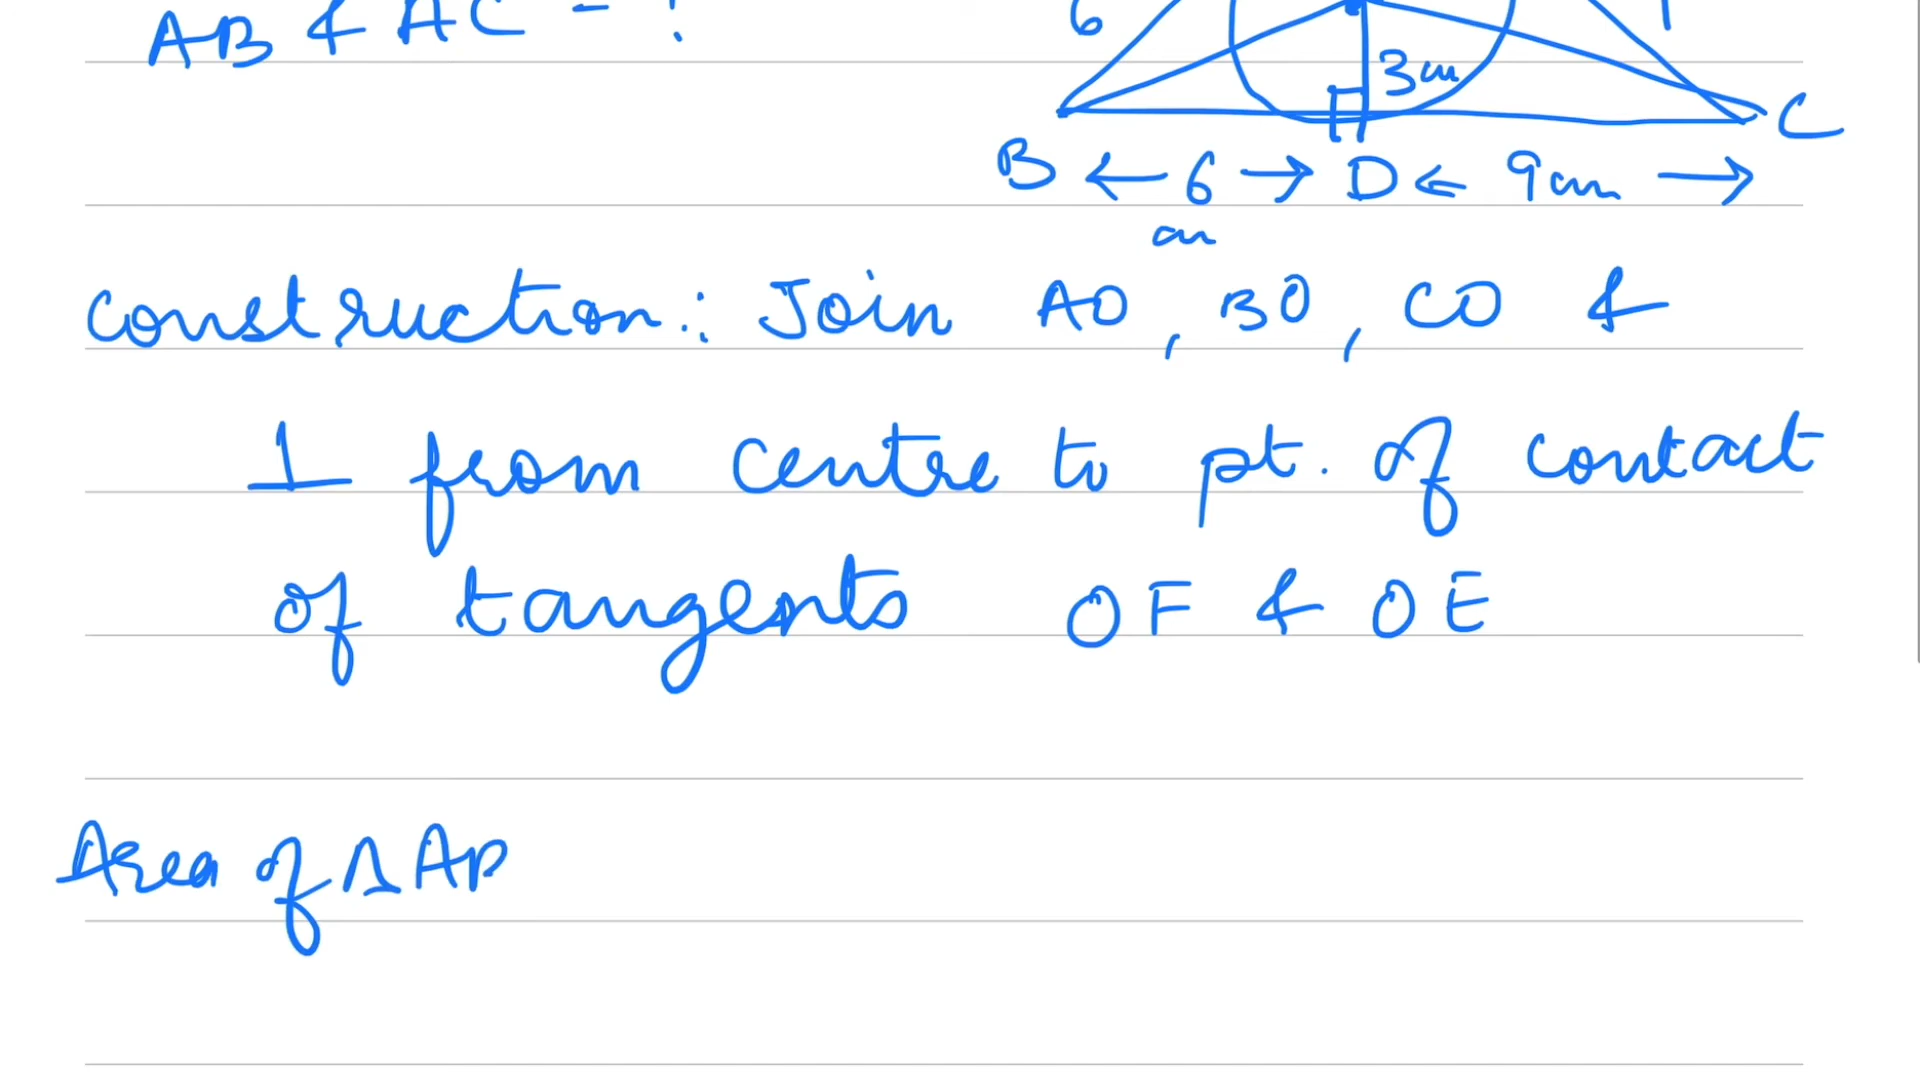 AB & AC = ?
6
3cm
C
B ← 6 → D ← 9cm →
cm
construction: Join AO, BO, CO &
⊥ from centre to pt. of contact
of tangents OF & OE
Area of Δ AP